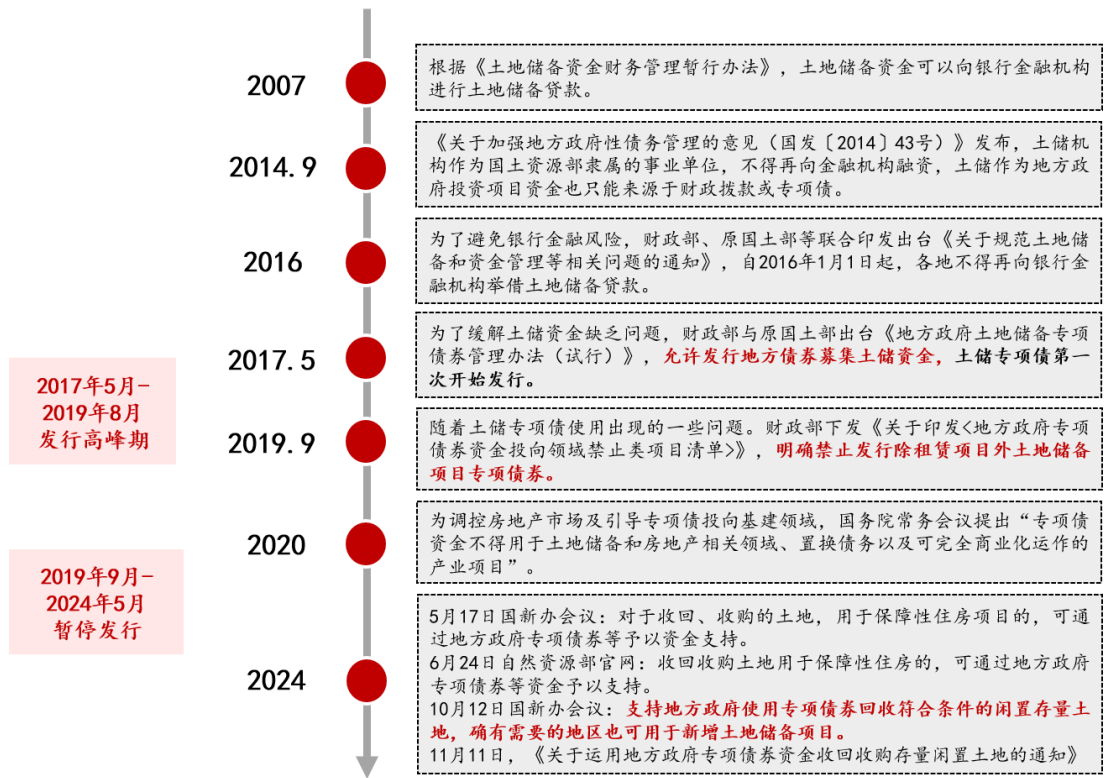 2007
根据《土地储备资金财务管理暂行办法》，土地储备资金可以向银行金融机构
进行土地储备贷款。
2014.9
《关于加强地方政府性债务管理的意见（国发〔2014〕43号）》发布，土储机
构作为国土资源部隶属的事业单位，不得再向金融机构融资，土储作为地方政
府投资项目资金也只能来源于财政拨款或专项债。
2016
为了避免银行金融风险，财政部、原国土部等联合印发出台《关于规范土地储
备和资金管理等相关问题的通知》，自2016年1月1日起，各地不得再向银行金
融机构举借土地储备贷款。
2017.5
为了缓解土储资金缺乏问题，财政部与原国土部出台《地方政府土地储备专项
债券管理办法（试行）》，允许发行地方债券募集土储资金，土储专项债第一
次开始发行。
2017年5月-
2019年8月
发行高峰期
2019.9
随着土储专项债使用出现的一些问题。财政部下发《关于印发<地方政府专项
债券资金投向领域禁止类项目清单>》，明确禁止发行除租赁项目外土地储备
项目专项债券。
2020
为调控房地产市场及引导专项债投向基建领域，国务院常务会议提出“专项债
资金不得用于土地储备和房地产相关领域、置换债务以及可完全商业化运作的
产业项目”。
2019年9月-
2024年5月
暂停发行
2024
5月17日国新办会议：对于收回、收购的土地，用于保障性住房项目的，可通
过地方政府专项债券等予以资金支持。
6月24日自然资源部官网：收回收购土地用于保障性住房的，可通过地方政府
专项债券等资金予以支持。
10月12日国新办会议：支持地方政府使用专项债券回收符合条件的闲置存量土
地，确有需要的地区也可用于新增土地储备项目。
11月11日，《关于运用地方政府专项债券资金收回收购存量闲置土地的通知》